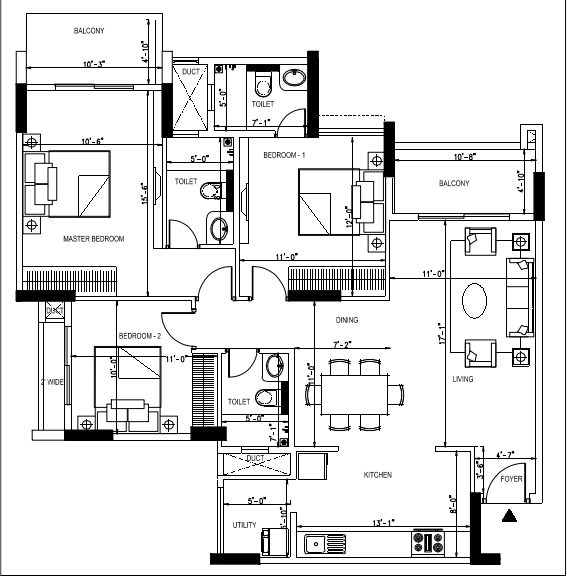 BALCONY
10'-3"
4'-10"
DUCT
5'-0"
TOILET
7'-1"
10'-6"
15'-6"
MASTER BEDROOM
5'-0"
TOILET
BEDROOM - 1
12'-0"
11'-0"
10'-8"
BALCONY
4'-10"
11'-0"
17'-1"
LIVING
DUCT
BEDROOM - 2
11'-0"
10'-0"
2' WIDE
DINING
7'-2"
11'-0"
TOILET
5'-0"
7'-1"
DUCT
KITCHEN
4'-7"
3'-6"
FOYER
5'-0"
UTILITY
13'-1"
8'-0"